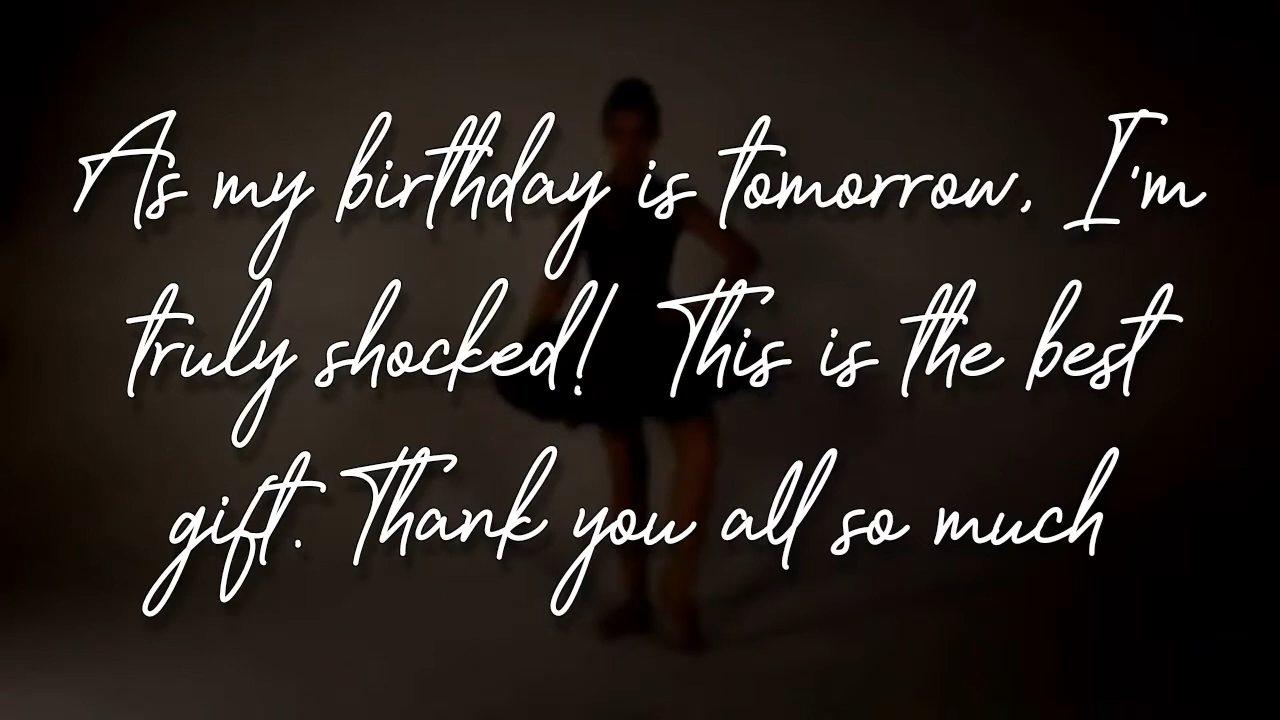 As my birthday is tomorrow, I'm
truly shocked! This is the best
gift. Thank you all so much